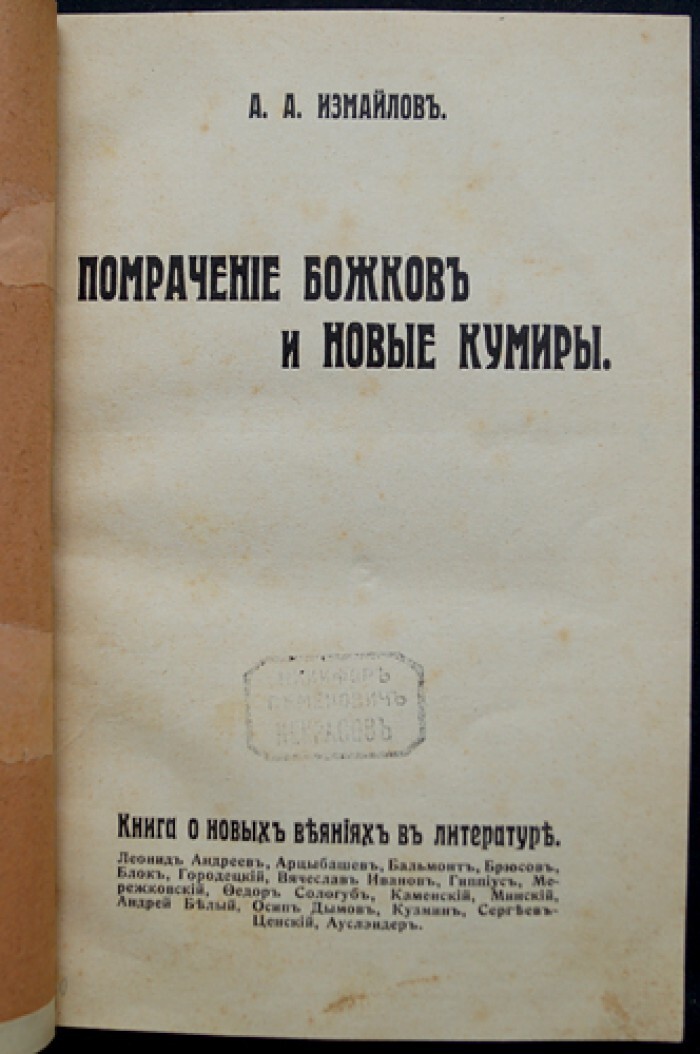 А. А. ИЗМАЙЛОВЪ.
ПОМРАЧЕНІЕ БОЖКОВЪ
И НОВЫЕ КУМИРЫ.
НИКИФОРЪ
СЕМЕНОВИЧЪ
НЕКРАСОВЪ
Книга о новыхъ вѣяніяхъ въ литературѣ.
Леонидъ Андреевъ, Арцыбашевъ, Бальмонтъ, Брюсовъ,
Блокъ, Городецкій, Вячеславъ Ивановъ, Гиппіусъ, Ме-
режковскій, Ѳедоръ Сологубъ, Каменскій, Минскій,
Андрей Бѣлый, Осипъ Дымовъ, Кузминъ, Сергѣевъ-
Ценскій, Ауслэндеръ.